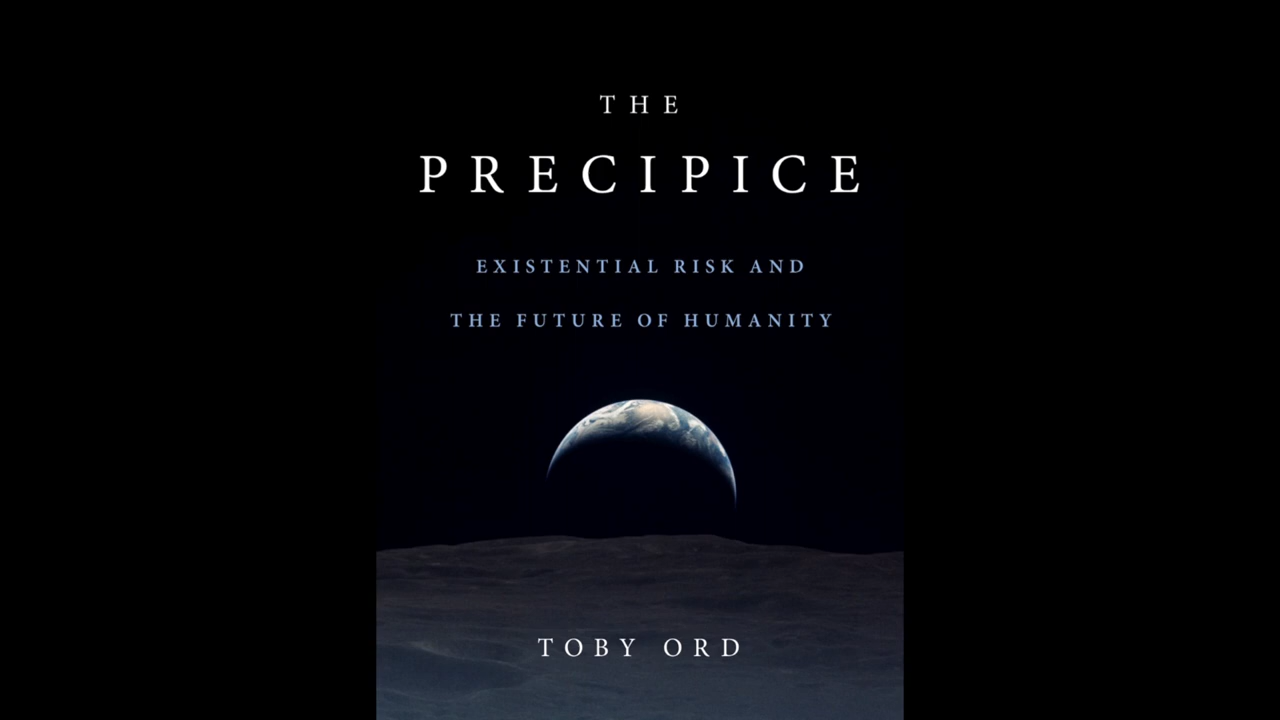 THE
PRECIPICE
EXISTENTIAL RISK AND
THE FUTURE OF HUMANITY
TOBY ORD